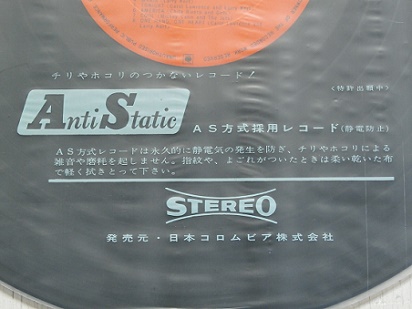 チリやホコリのつかないレコード!
(特許出願中)
Anti Static
AS方式採用レコード(静電防止)
AS方式レコードは永久的に静電気の発生を防ぎ、チリやホコリによる
雑音や磨耗を起しません。指紋や、よごれがついたときは柔い乾いた布
で軽く拭きとって下さい。
STEREO
発売元・日本コロムビア株式会社